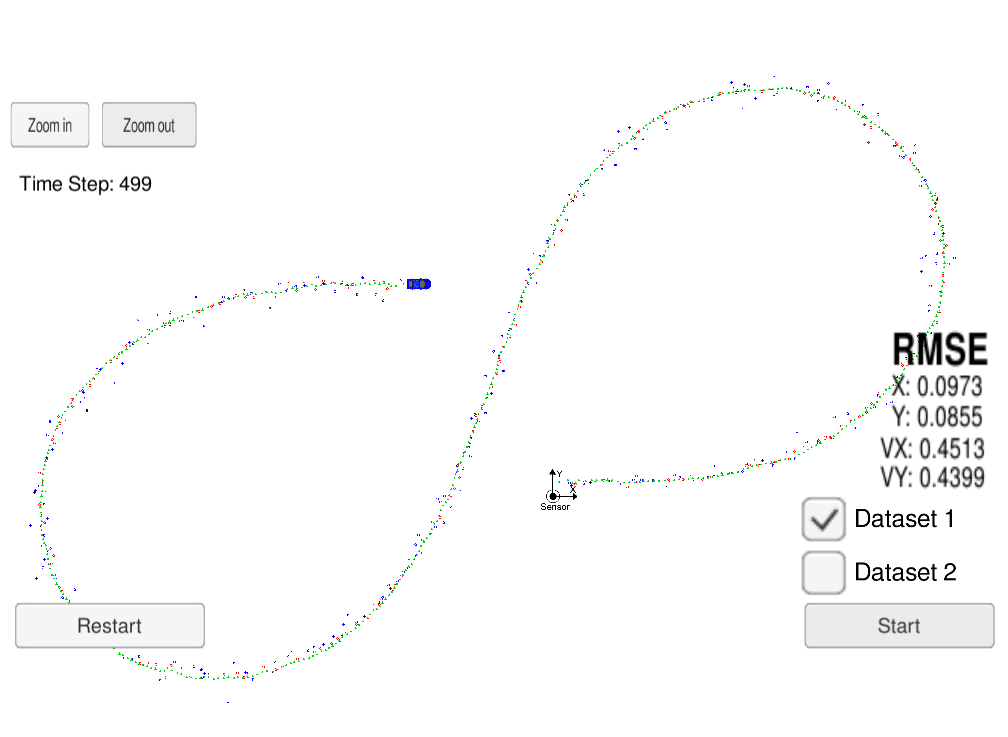 Zoom in
Zoom out
Time Step: 499
RMSE
X: 0.0973
Y: 0.0855
VX: 0.4513
VY: 0.4399
Y
X
Sensor
Dataset 1
Dataset 2
Restart
Start